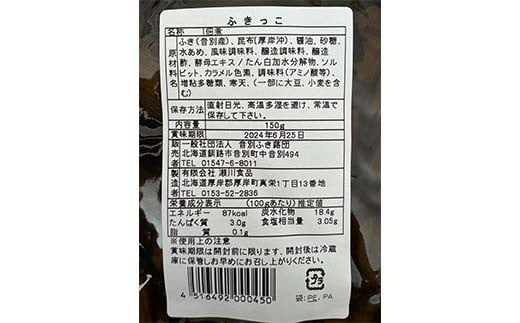 ふきっこ
名称 佃煮
原材料名 ふき(音別産)、昆布(厚岸沖)、醤油、砂糖、
水あめ、風味調味料、醸造調味料、醸造
酢、酵母エキス/たん白加水分解物、ソル
ビット、カラメル色素、調味料(アミノ酸等)、
増粘多糖類、寒天、(一部に大豆、小麦を含
む)
保存方法 直射日光、高温多湿を避け、常温で
保存して下さい。
150g
賞味期限 2024年6月25日
販売者 一般社団法人 音別ふき蕗団
北海道釧路市音別町中音別494
TEL 01547-6-8011
製造者 有限会社 瀬川食品
北海道厚岸郡厚岸町真栄1丁目13番地
TEL 0153-52-2836
栄養成分表示 (100gあたり)推定値
エネルギー 87kcal 炭水化物 18.4g
たんぱく質 3.0g 食塩相当量 3.05g
脂質 0.1g
※使用上の注意
賞味期限は開封前に限ります、開封後は冷蔵
庫に保管しお早めにお召し上がりください。
4 516492 000450
プラ
袋:PE、PA